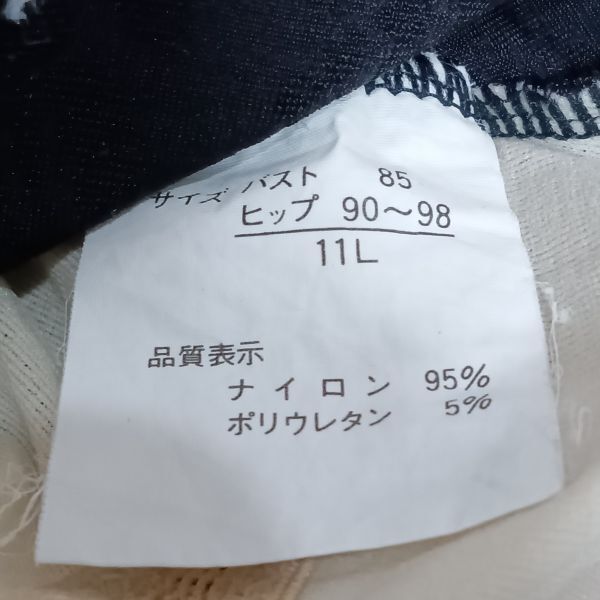 サイズ バスト 85
ヒップ 90～98
11L
品質表示
ナイロン 95%
ポリウレタン 5%